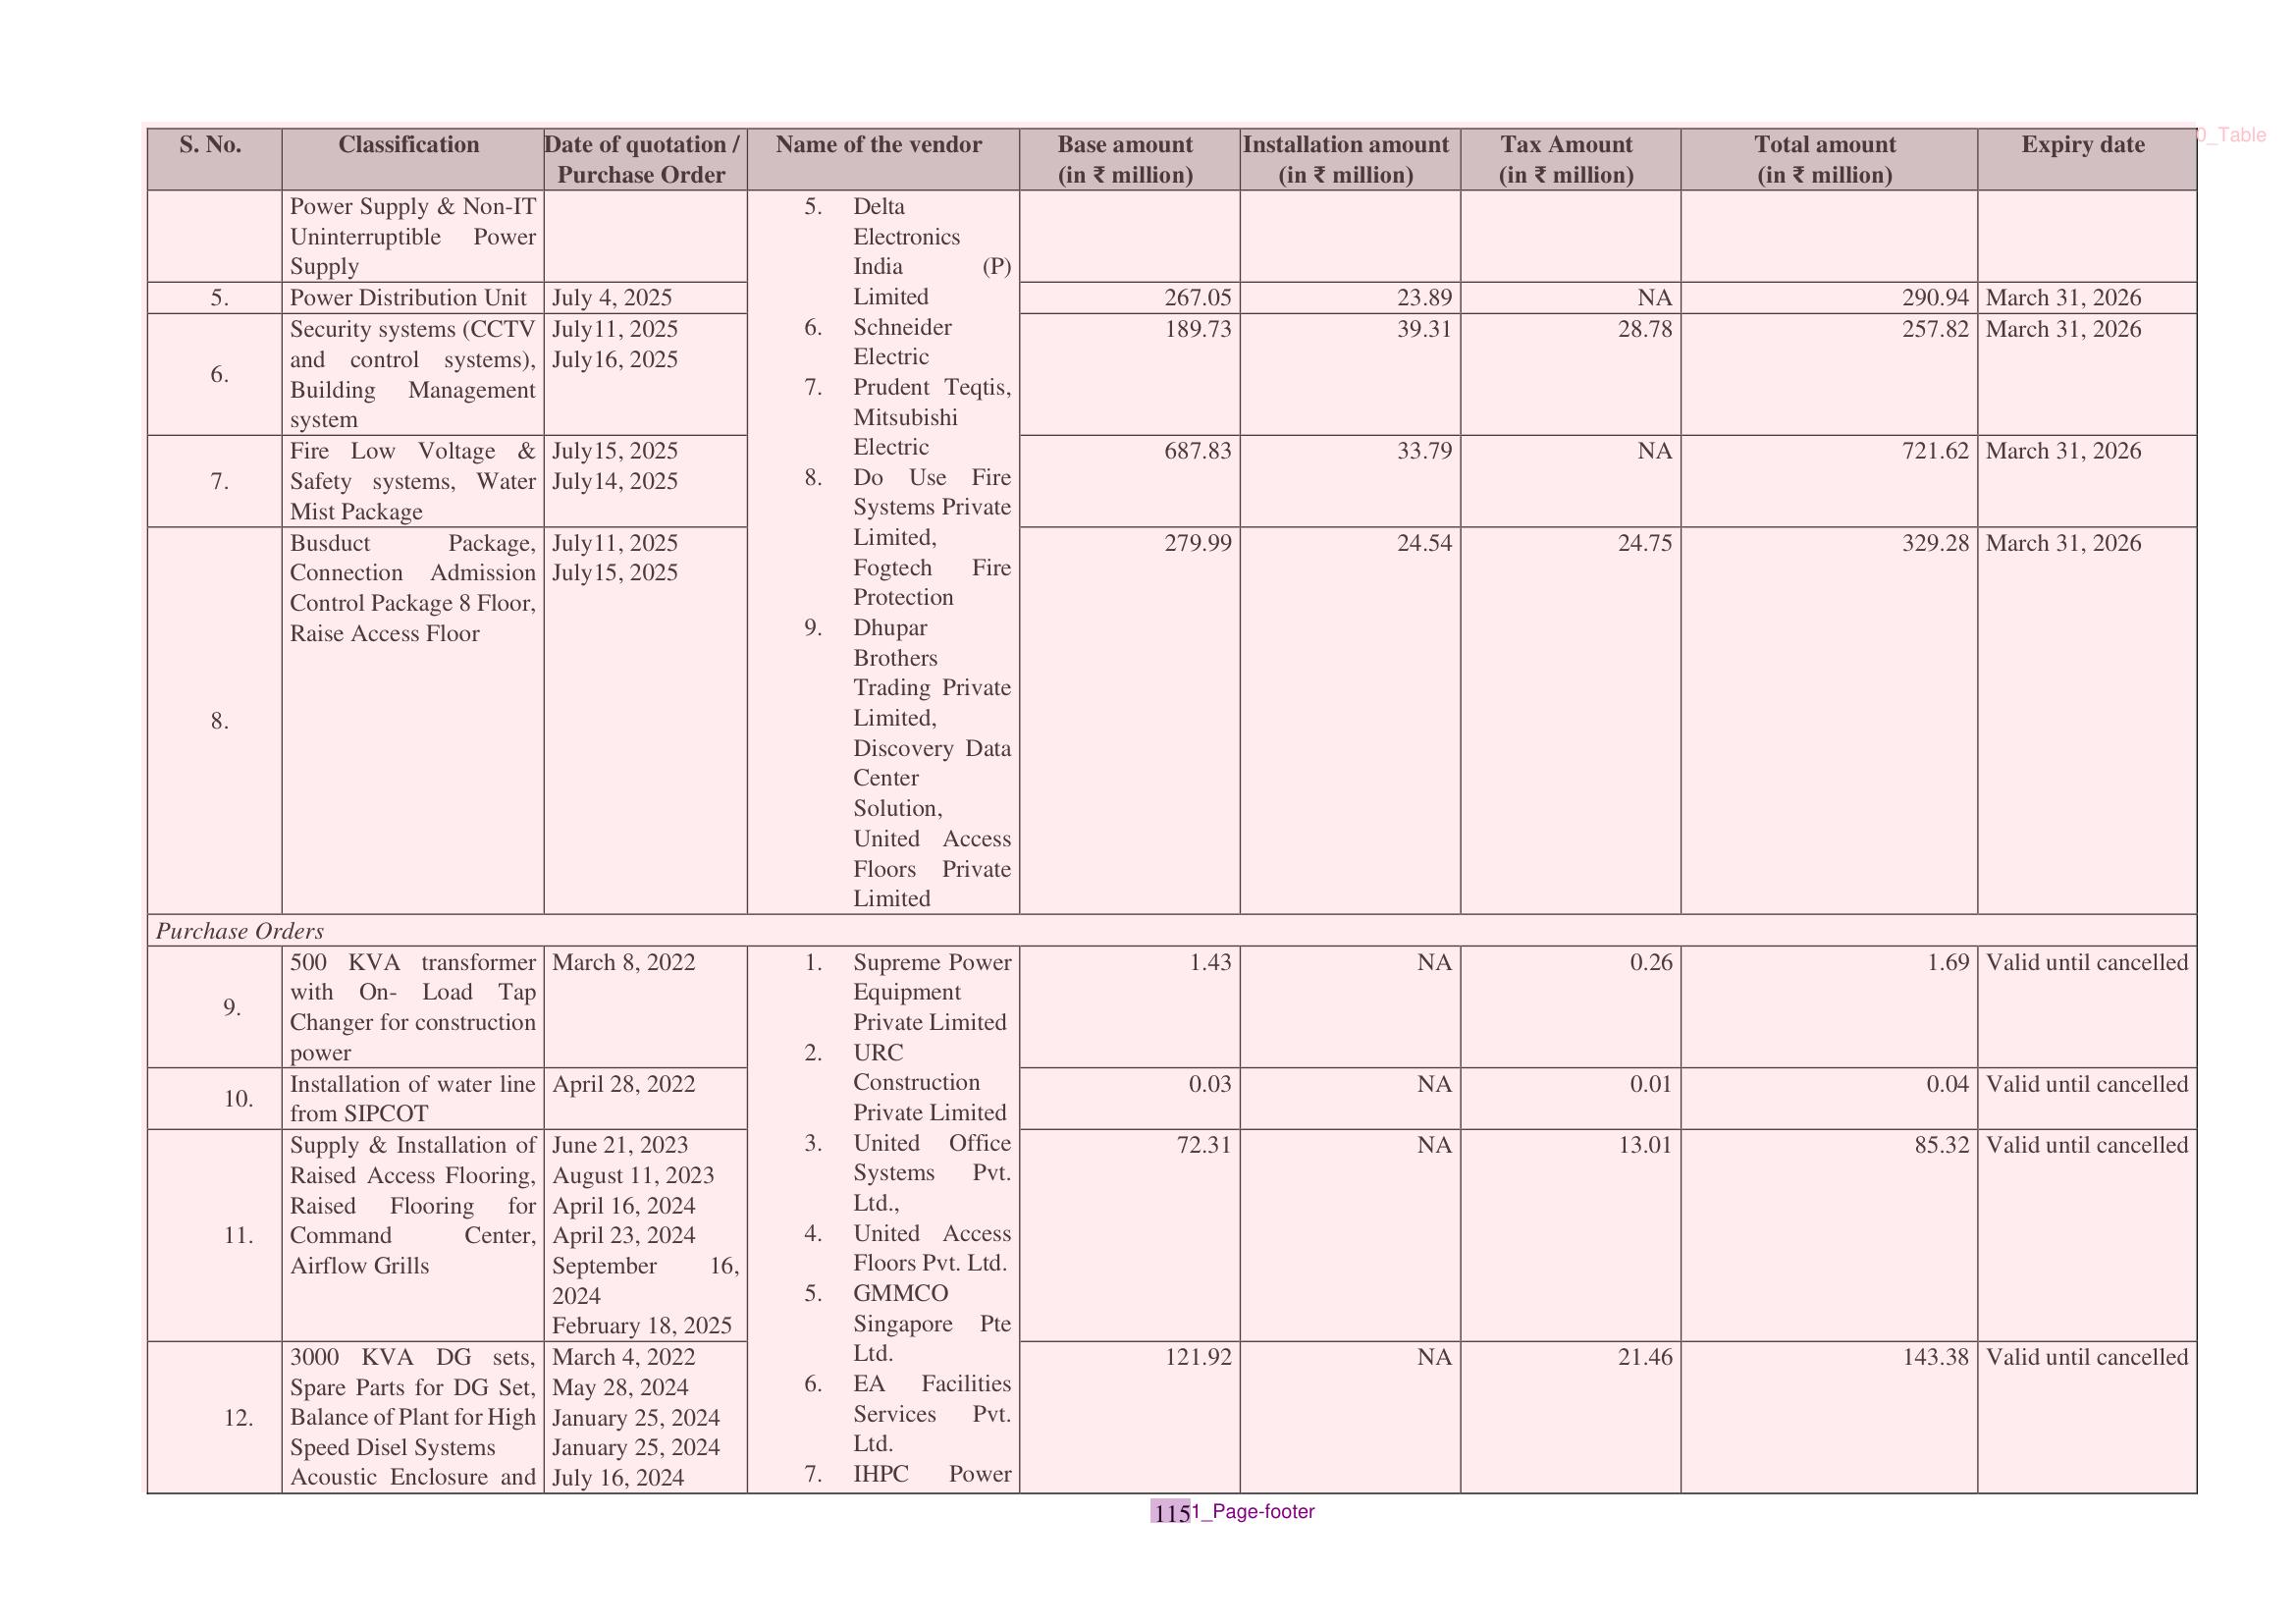 S. No. Classification Date of quotation / Purchase Order Name of the vendor Base amount (in ₹ million) Installation amount (in ₹ million) Tax Amount (in ₹ million) Total amount (in ₹ million) Expiry date
0_Table
Power Supply & Non-IT
Uninterruptible Power
Supply
5. Power Distribution Unit July 4, 2025 267.05 23.89 NA 290.94 March 31, 2026
6. Security systems (CCTV July11, 2025 189.73 39.31 28.78 257.82 March 31, 2026
and control systems), July16, 2025
Building Management
system
7. Fire Low Voltage & July15, 2025 687.83 33.79 NA 721.62 March 31, 2026
Safety systems, Water July14, 2025
Mist Package
8. Busduct Package, July11, 2025 279.99 24.54 24.75 329.28 March 31, 2026
Connection Admission July15, 2025
Control Package 8 Floor,
Raise Access Floor
5. Delta
Electronics
India (P)
Limited
6. Schneider
Electric
7. Prudent Teqtis,
Mitsubishi
Electric
8. Do Use Fire
Systems Private
Limited,
Fogtech Fire
Protection
9. Dhupar
Brothers
Trading Private
Limited,
Discovery Data
Center
Solution,
United Access
Floors Private
Limited
Purchase Orders
9. 500 KVA transformer March 8, 2022 1.43 NA 0.26 1.69 Valid until cancelled
with On- Load Tap
Changer for construction
power
10. Installation of water line April 28, 2022 0.03 NA 0.01 0.04 Valid until cancelled
from SIPCOT
11. Supply & Installation of June 21, 2023 72.31 NA 13.01 85.32 Valid until cancelled
Raised Access Flooring, August 11, 2023
Raised Flooring for April 16, 2024
Command Center, April 23, 2024
Airflow Grills September 16,
2024
February 18, 2025
12. 3000 KVA DG sets, March 4, 2022 121.92 NA 21.46 143.38 Valid until cancelled
Spare Parts for DG Set, May 28, 2024
Balance of Plant for High January 25, 2024
Speed Disel Systems January 25, 2024
Acoustic Enclosure and July 16, 2024
1. Supreme Power
Equipment
Private Limited
2. URC
Construction
Private Limited
3. United Office
Systems Pvt.
Ltd.,
4. United Access
Floors Pvt. Ltd.
5. GMMCO
Singapore Pte
Ltd.
6. EA Facilities
Services Pvt.
Ltd.
7. IHPC Power
115
1_Page-footer